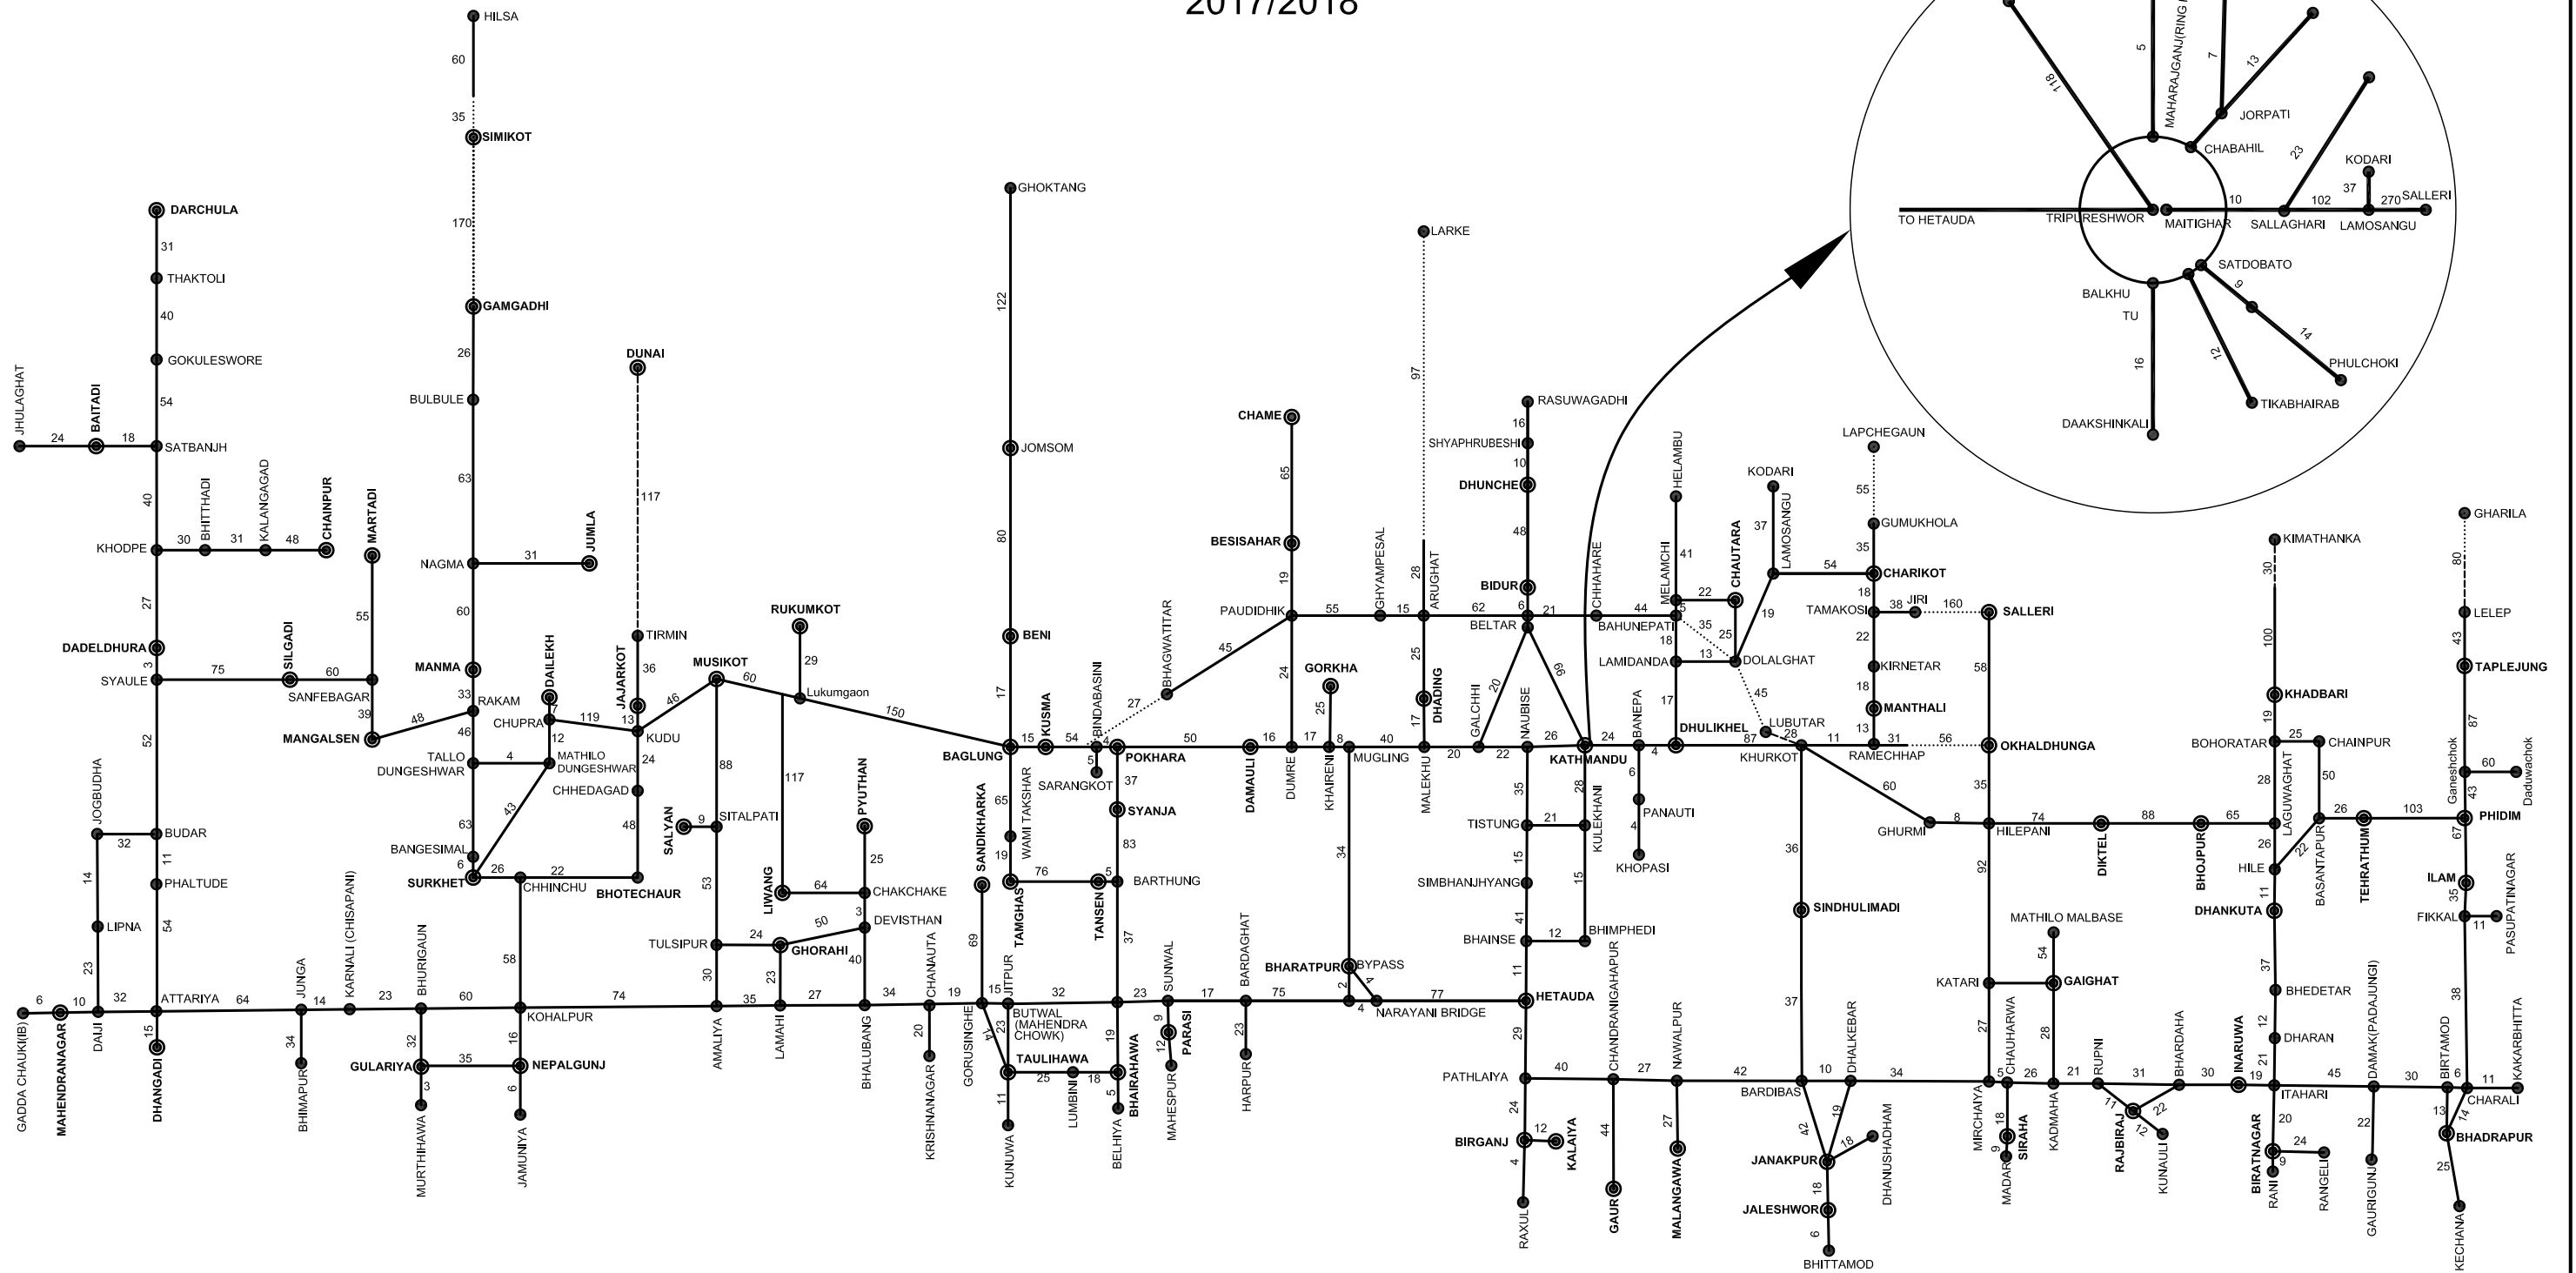 2017/2018
HILSA
60
35
SIMIKOT
170
GAMGADHI
26
BULBULE
63
NAGMA
31
JUMLA
60
MANMA
33
RAKAM
46
TALLO
DUNGESHWAR
4
MATHILO
DUNGESHWAR
12
CHUPRA
7
DAILEKH
119
43
63
BANGESIMAL
6
SURKHET
26
CHHINCHU
22
BHOTECHAUR
48
CHHEDAGAD
24
KUDU
13
JAJARKOT
36
TIRMIN
117
DUNAI
DARCHULA
31
THAKTOLI
40
GOKULESWORE
54
SATBANJH
18
BAITADI
24
JHULAGHAT
40
KHODPE
30
BHITTHADI
31
KALANGAGAD
48
CHAINPUR
27
DADELDHURA
3
SYAULE
75
SILGADI
60
SANFEBAGAR
55
MARTADI
39
MANGALSEN
48
52
BUDAR
32
JOGBUDHA
14
LIPNA
23
11
PHALTUDE
54
GADDA CHAUKI(IB)
6
MAHENDRANAGAR
10
DAIJI
32
ATTARIYA
15
DHANGADI
64
JUNGA
34
BHIMAPUR
14
KARNALI (CHISAPANI)
23
BHURIGAUN
32
GULARIYA
3
MURTHIHAWA
35
60
KOHALPUR
58
16
NEPALGUNJ
6
JAMUNIYA
74
AMALIYA
30
TULSIPUR
53
SITALPATI
9
SALYAN
88
MUSIKOT
46
60
Lukumgaon
29
RUKUMKOT
150
117
LIWANG
64
PYUTHAN
25
CHAKCHAKE
3
DEVISTHAN
50
GHORAHI
24
23
35
LAMAHI
27
40
BHALUBANG
34
CHANAUTA
20
KRISHNANAGAR
19
GORUSINGHE
69
SANDIKHARKA
15
JITPUR
14
23
TAULIHAWA
11
KUNUWA
25
LUMBINI
18
BHAIRAHAWA
5
BELHIYA
19
32
BUTWAL
(MAHENDRA
CHOWK)
23
SUNWAL
9
PARASI
12
MAHESPUR
17
BARDAGHAT
23
HARPUR
75
GHOKTANG
122
JOMSOM
80
BENI
17
BAGLUNG
65
WAMI TAKSHAR
19
TAMGHAS
76
TANSEN
5
BARTHUNG
37
83
SYANJA
37
POKHARA
4
BINDABASINI
5
SARANGKOT
54
KUSMA
15
27
BHAGWATITAR
45
PAUDIDHIK
19
BESISAHAR
65
CHAME
24
50
DAMAULI
16
DUMRE
17
KHAIRENI
25
GORKHA
8
MUGLING
34
BHARATPUR
BYPASS
2
4
4
NARAYANI BRIDGE
77
HETAUDA
40
MALEKHU
17
DHADING
25
ARUGHAT
28
97
LARKE
55
GHYAMPESAL
15
62
BELTAR
6
BIDUR
48
DHUNCHE
10
SHYAPHRUBESHI
16
RASUWAGADHI
20
GALCHHI
20
22
NAUBISE
26
66
KATHMANDU
21
CHHAHARE
44
BAHUNEPATI
5
MELAMCHI
41
HELAMBU
22
CHAUTARA
25
35
18
LAMIDANDA
13
DOLALGHAT
17
19
LAMOSANGU
37
KODARI
54
CHARIKOT
35
GUMUKHOLA
55
LAPCHEGAUN
18
TAMAKOSI
38
JIRI
160
SALLERI
22
KIRNETAR
18
MANTHALI
13
RAMECHHAP
24
BANEPA
4
DHULIKHEL
6
PANAUTI
4
KHOPASI
87
45
LUBUTAR
28
KHURKOT
11
31
56
OKHALDHUNGA
58
35
60
GHURMI
8
HILEPANI
74
DIKTEL
88
BHOJPUR
65
LAGUWAGHAT
35
TISTUNG
21
KULEKHANI
28
15
15
SIMBHANJHYANG
41
BHAINSE
12
BHIMPHEDI
11
29
PATHLAIYA
24
BIRGANJ
12
KALAIYA
4
RAXUL
40
CHANDRANIGAHAPUR
44
GAUR
27
NAWALPUR
27
MALANGAWA
42
BARDIBAS
36
SINDHULIMADI
37
10
DHALKEBAR
42
19
JANAKPUR
18
DHANUSHADHAM
18
JALESHWOR
6
BHITTAMOD
34
MIRCHAIYA
27
KATARI
92
5
CHAUHARWA
18
SIRAHA
9
MADAR
26
KADMAHA
28
GAIGHAT
54
MATHILO MALBASE
21
RUPNI
11
RAJBIRAJ
22
12
KUNAULI
31
BHARDAHA
30
INARUWA
19
ITAHARI
20
BIRATNAGAR
24
RANGELI
9
RANI
21
DHARAN
12
BHEDETAR
37
DHANKUTA
11
HILE
26
22
BASANTAPUR
28
BOHORATAR
25
CHAINPUR
50
19
KHADBARI
100
30
KIMATHANKA
26
TEHRATHUM
103
PHIDIM
43
Ganeshchok
60
Daduwachok
87
TAPLEJUNG
43
LELEP
80
GHARILA
67
ILAM
35
FIKKAL
11
PASUPATINAGAR
38
45
DAMAK(PADAJUNGI)
22
GAURIGUNJ
30
BIRTAMOD
6
CHARALI
11
KAKARBHITTA
13
14
BHADRAPUR
25
KECHANA
118
5
MAHARAJGANJ(RING
7
13
JORPATI
CHABAHIL
23
KODARI
37
270
SALLERI
TO HETAUDA
TRIPURESHWOR
MAITIGHAR
10
SALLAGHARI
102
LAMOSANGU
SATDOBATO
9
14
PHULCHOKI
12
TIKABHAIRAB
BALKHU
TU
16
DAAKSHINKALI